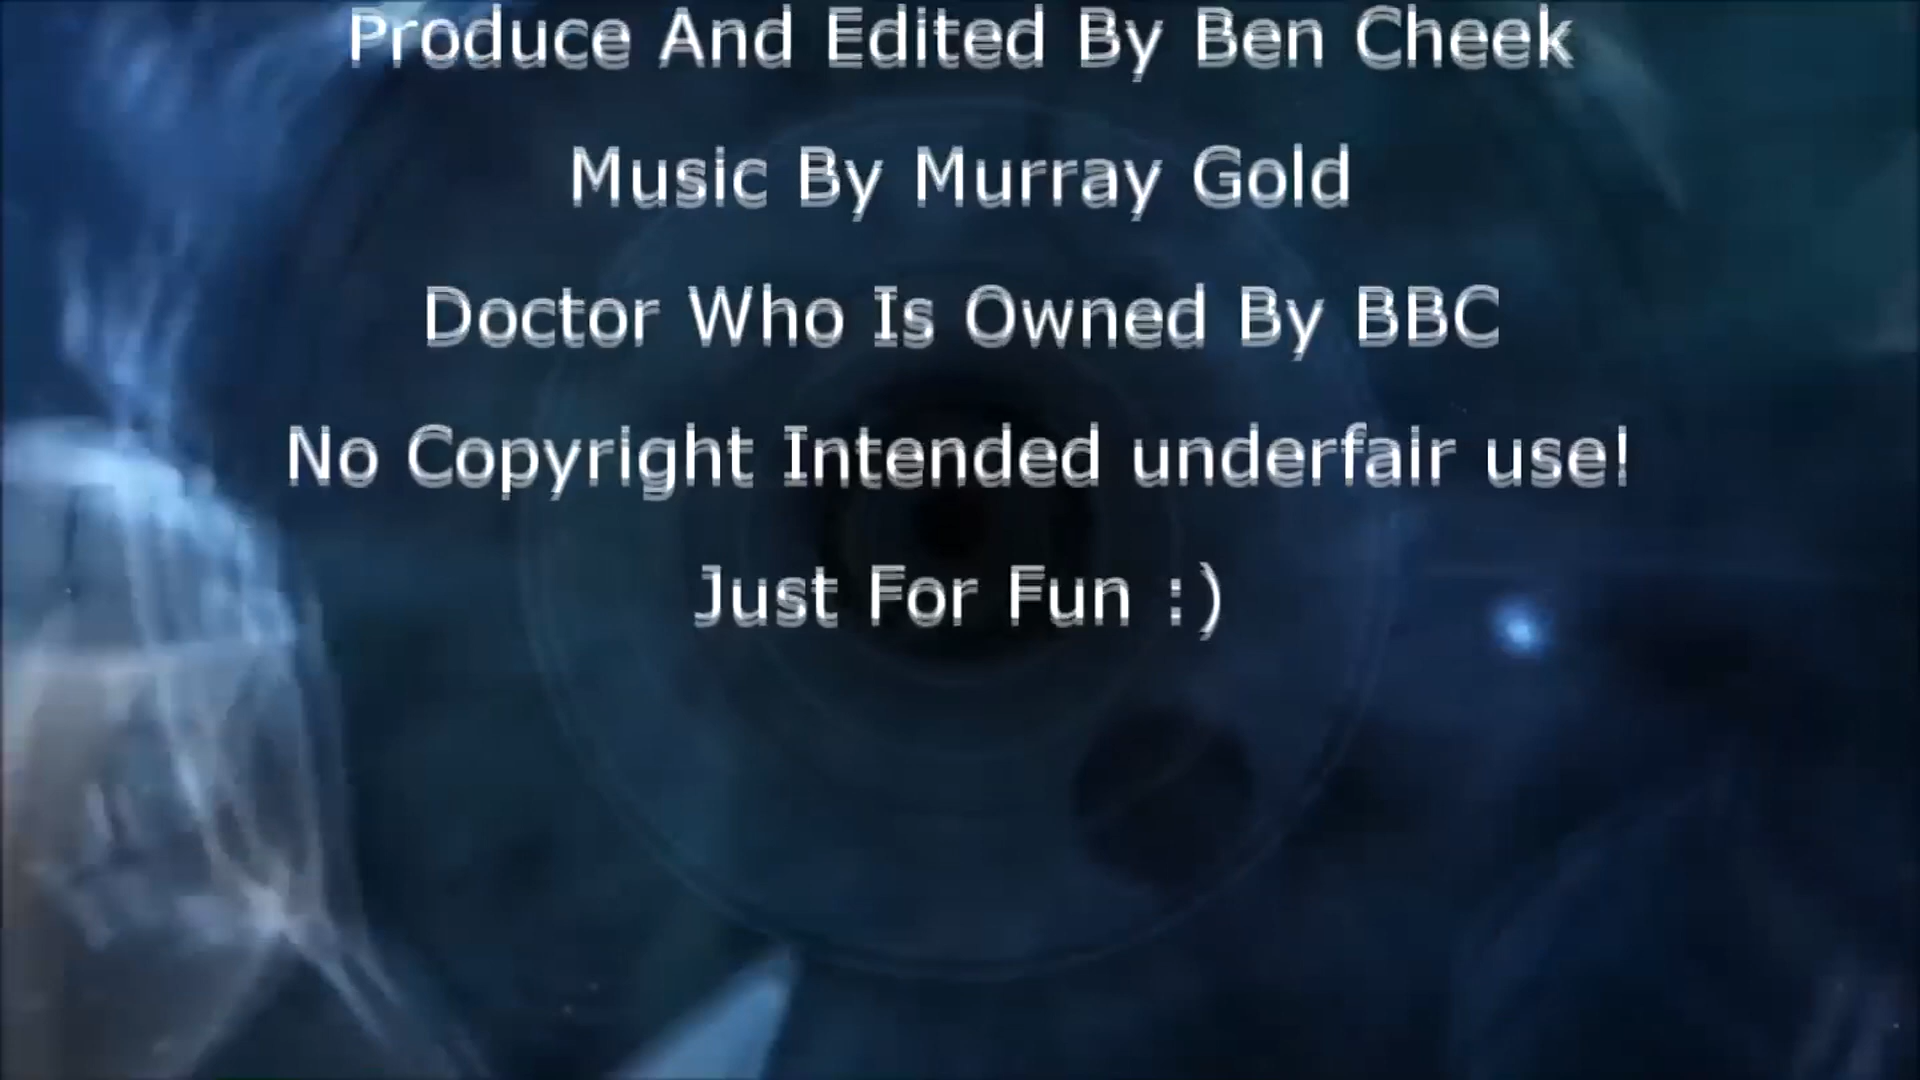 Produce And Edited By Ben Cheek
Music By Murray Gold
Doctor Who Is Owned By BBC
No Copyright Intended underfair use!
Just For Fun :)